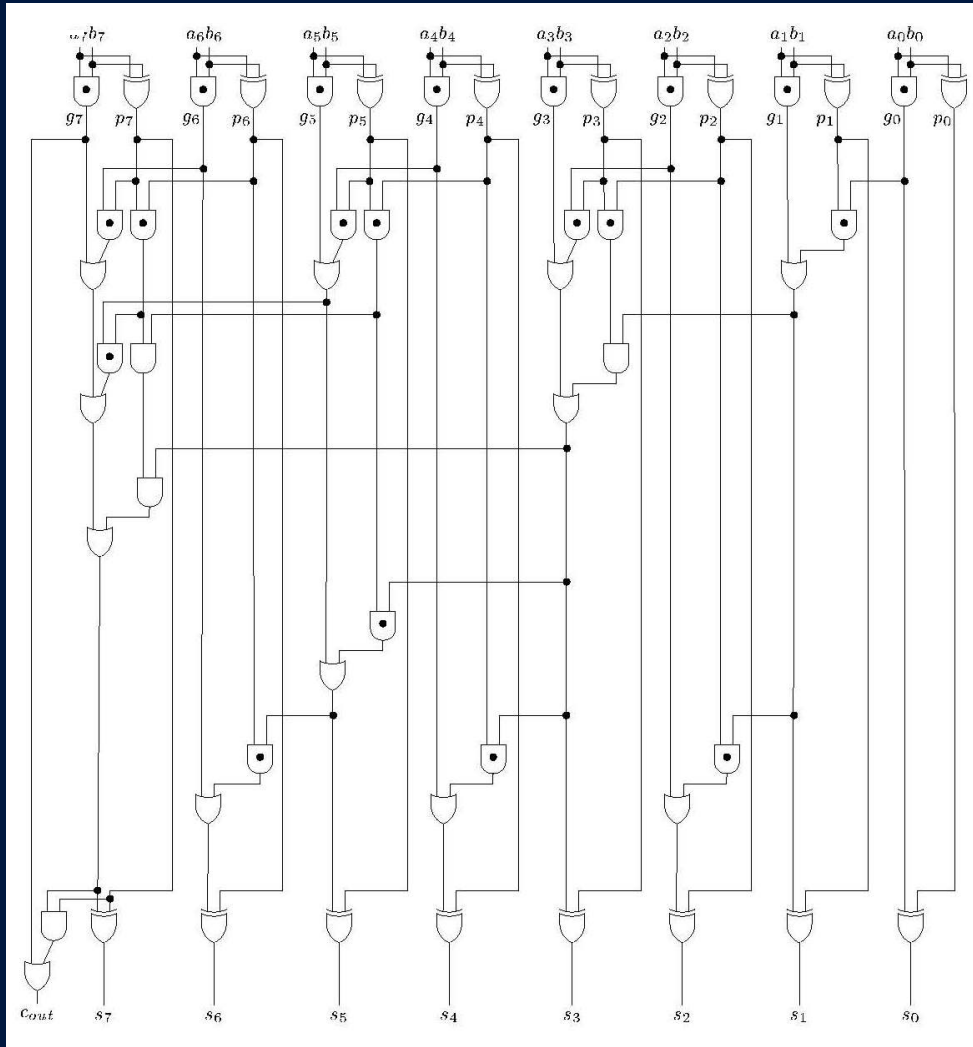 b₇ a₆b₆ a₅b₅ a₄b₄ a₃b₃ a₂b₂ a₁b₁ a₀b₀
g₇ p₇ g₆ p₆ g₅ p₅ g₄ p₄ g₃ p₃ g₂ p₂ g₁ p₁ g₀ p₀
c_out s₇ s₆ s₅ s₄ s₃ s₂ s₁ s₀